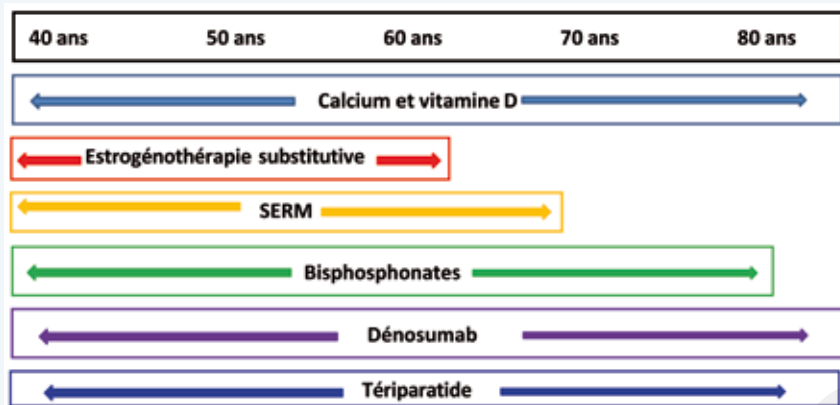 40 ans 50 ans 60 ans 70 ans 80 ans
Calcium et vitamine D
Estrogénothérapie substitutive
SERM
Bisphosphonates
Dénosumab
Tériparatide